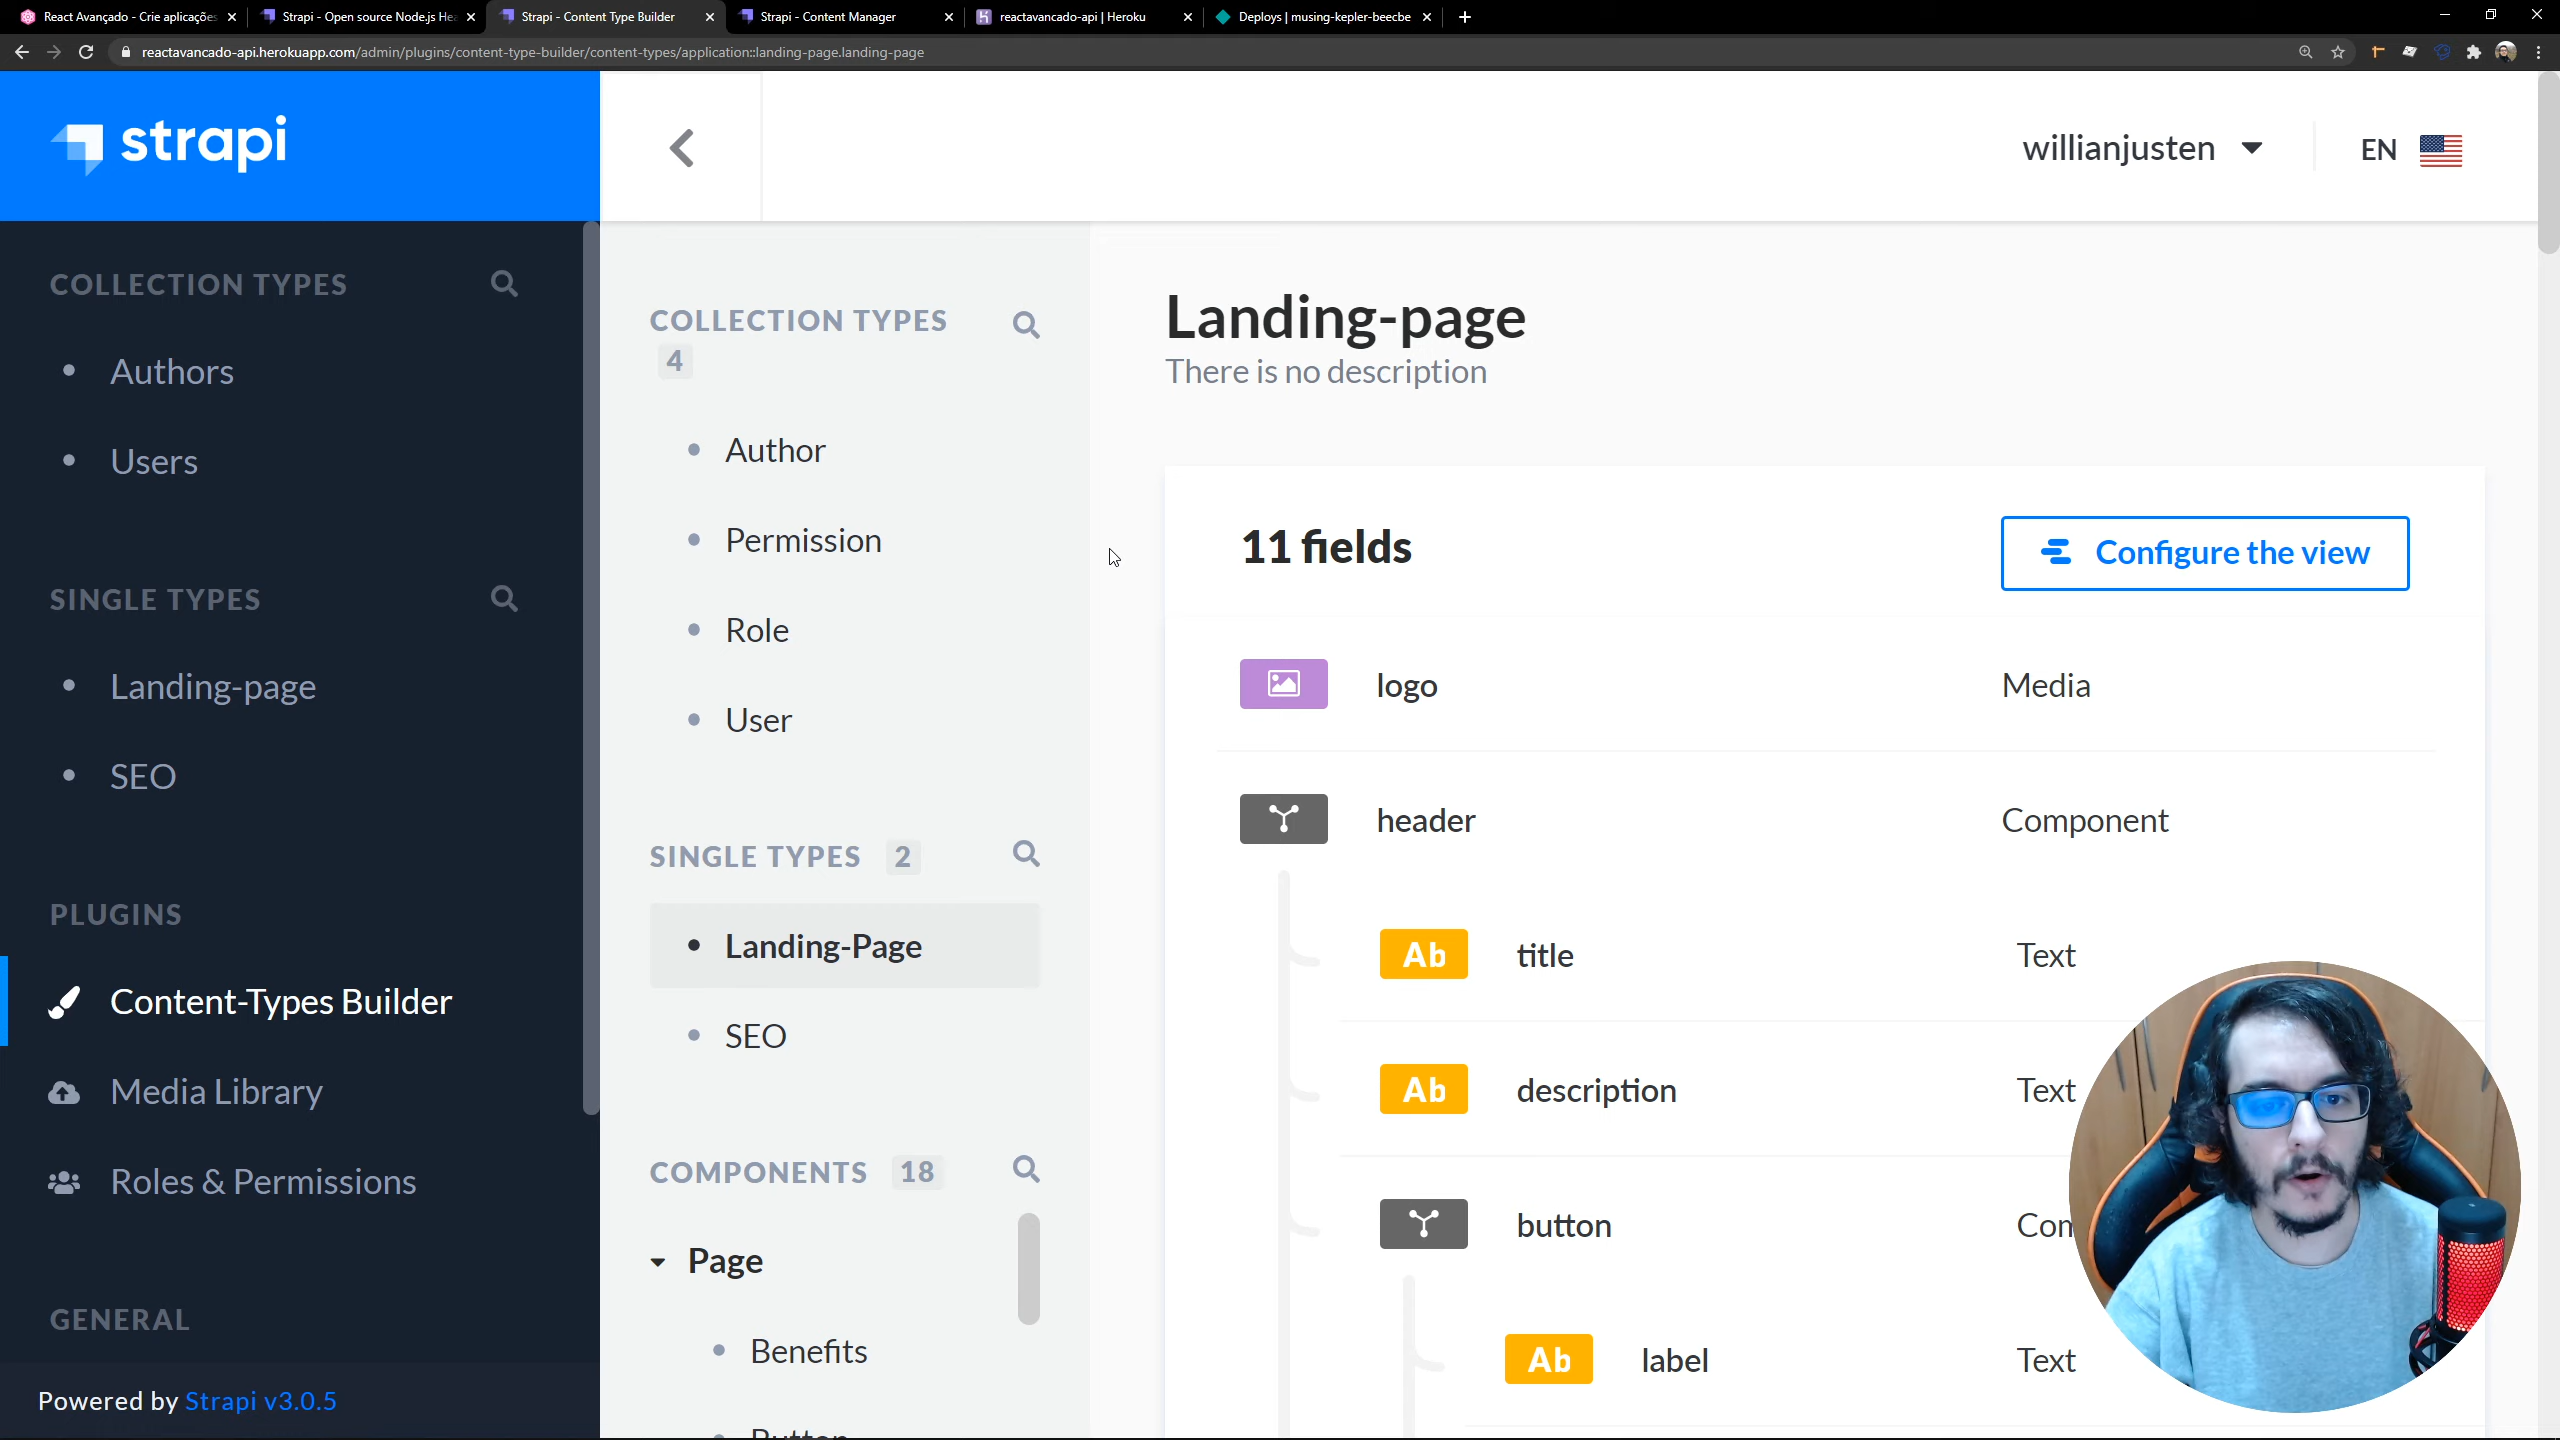 React Avançado - Crie aplicaçõe
Strapi - Open source Node.js He
Strapi - Content Type Builder
Strapi - Content Manager
reactavancado-api | Heroku
Deploys | musing-kepler-beecbe
reactavancado-api.herokuapp.com/admin/plugins/content-type-builder/content-types/application::landing-page.landing-page
strapi
willianjusten
EN
COLLECTION TYPES
Authors
Users
SINGLE TYPES
Landing-page
SEO
PLUGINS
Content-Types Builder
Media Library
Roles & Permissions
GENERAL
Powered by Strapi v3.0.5
COLLECTION TYPES
4
Author
Permission
Role
User
SINGLE TYPES 2
Landing-Page
SEO
COMPONENTS 18
Page
Benefits
Button
Landing-page
There is no description
11 fields
Configure the view
logo Media
header Component
Ab title Text
Ab description Text
button Com
Ab label Text